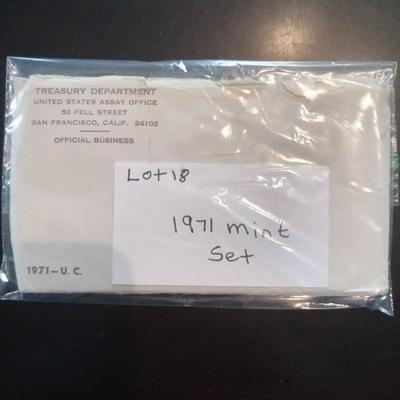 TREASURY DEPARTMENT
UNITED STATES ASSAY OFFICE
50 FELL STREET
SAN FRANCISCO, CALIF. 94102
OFFICIAL BUSINESS
Lot 18
1971 mint
Set
1971-U.C.